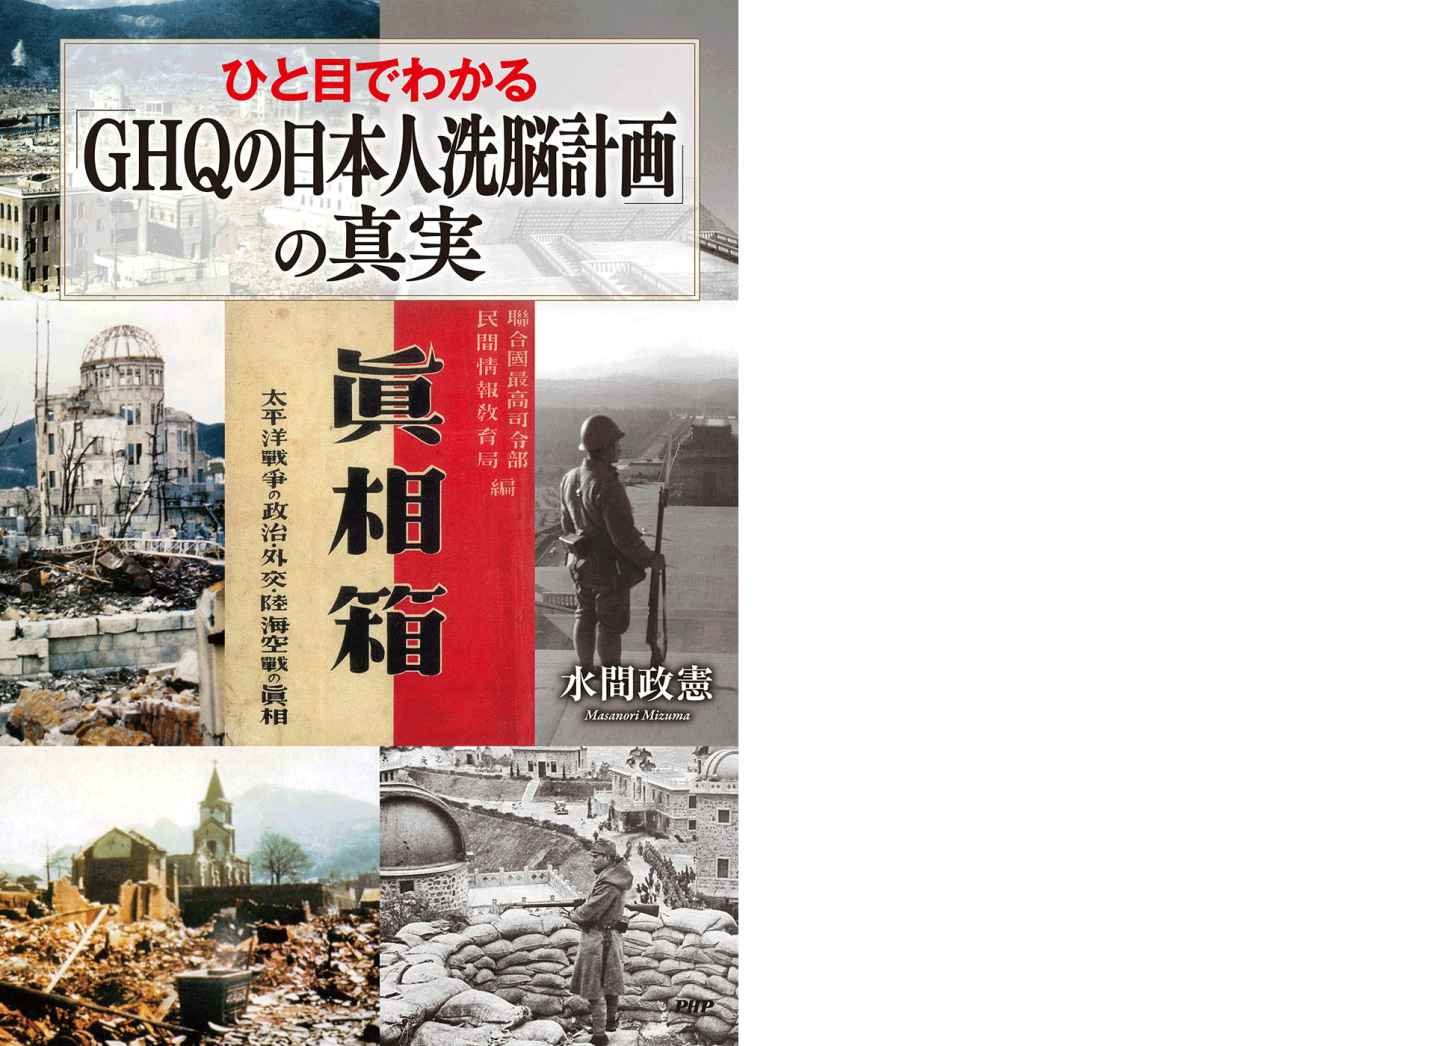 ひと目でわかる
「GHQの日本人洗脳計画」
の真実
聯合國最高司令部
民間情報敎育局 編
眞相箱
太平洋戰爭の政治・外交・陸海空戰の眞相
水間政憲
Masanori Mizuma
PHP